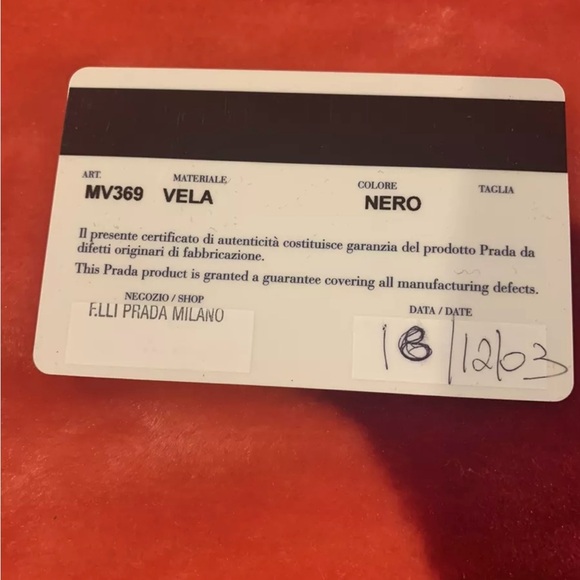 ART. MATERIALE COLORE TAGLIA
MV369 VELA NERO
Il presente certificato di autenticità costituisce garanzia del prodotto Prada da
difetti originari di fabbricazione.
This Prada product is granted a guarantee covering all manufacturing defects.
NEGOZIO / SHOP DATA / DATE
F.LLI PRADA MILANO 18/12/03